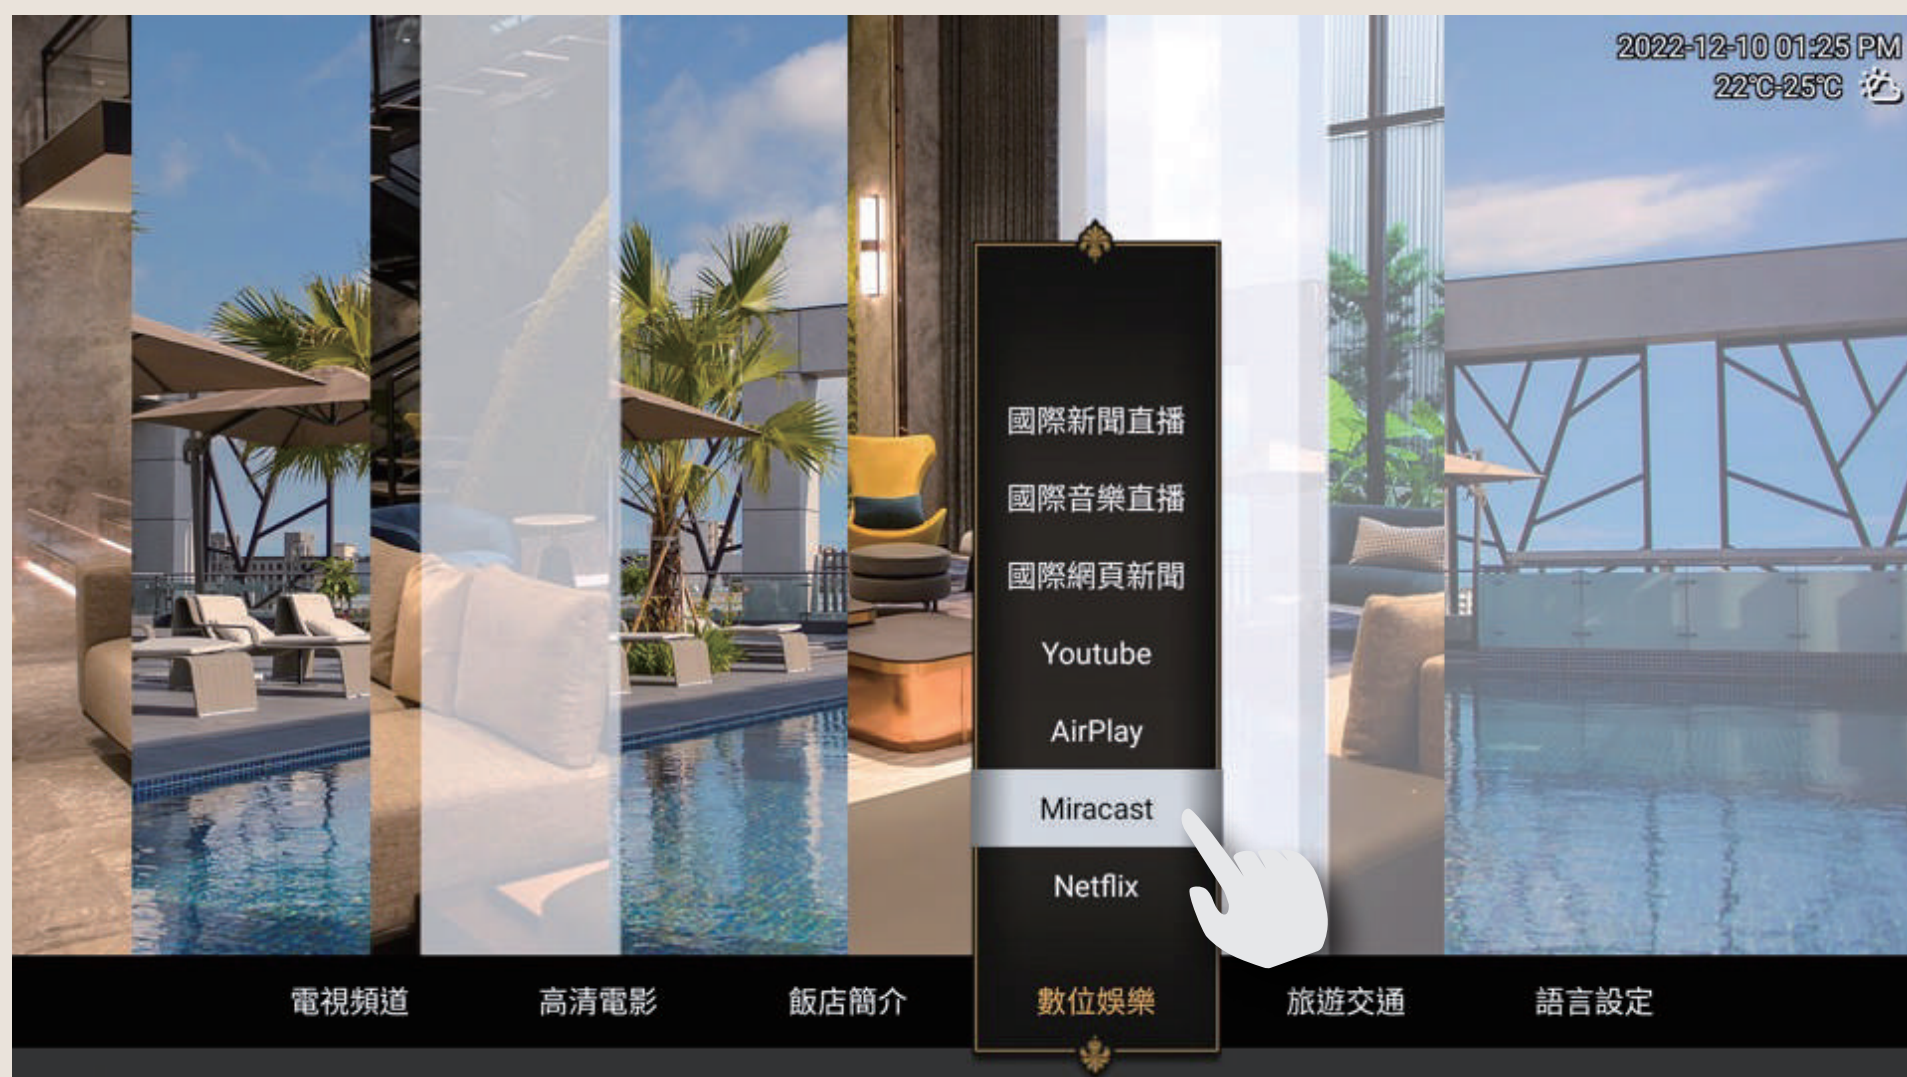 2022-12-10 01:25 PM
22°C-25°C
國際新聞直播
國際音樂直播
國際網頁新聞
Youtube
AirPlay
Miracast
Netflix
電視頻道 高清電影 飯店簡介 數位娛樂 旅遊交通 語言設定